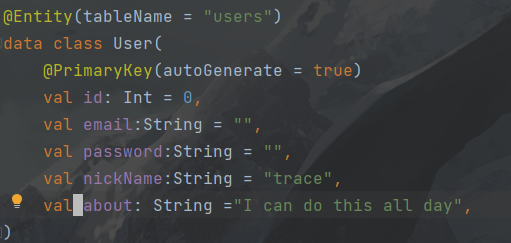 @Entity(tableName = "users")
data class User(
@PrimaryKey(autoGenerate = true)
val id: Int = 0,
val email:String = "",
val password:String = "",
val nickName:String = "trace",
val about: String ="I can do this all day",
)